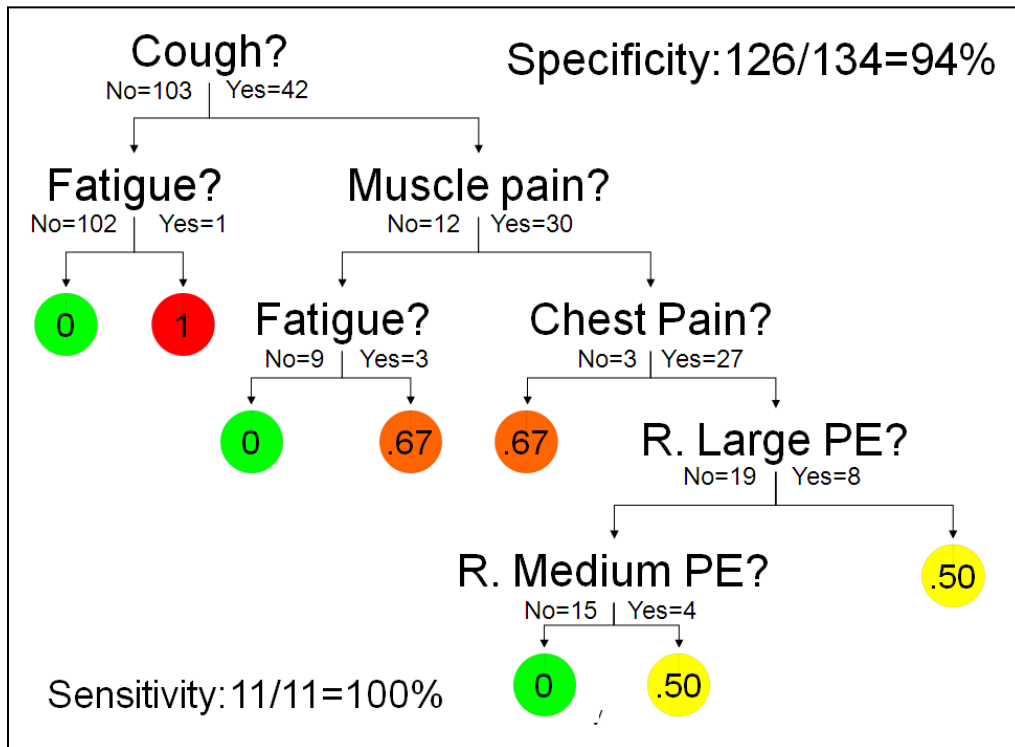 Cough?
Specificity:126/134=94%
No=103 Yes=42
Fatigue?
Muscle pain?
No=102 Yes=1
No=12 Yes=30
0
1
Fatigue?
Chest Pain?
No=9 Yes=3
No=3 Yes=27
0
.67
.67
R. Large PE?
No=19 Yes=8
R. Medium PE?
.50
No=15 Yes=4
0
.50
Sensitivity:11/11=100%